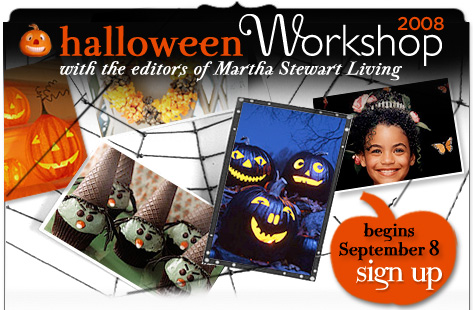 halloween Workshop 2008
with the editors of Martha Stewart Living
begins
September 8
sign up